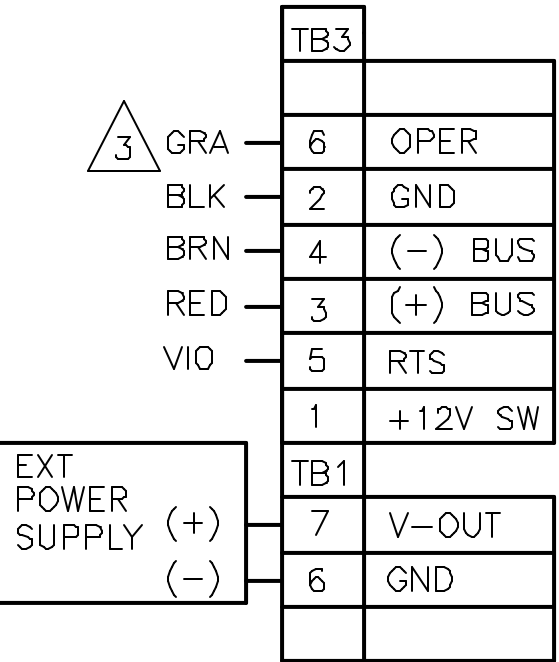 TB3
3 GRA 6 OPER
BLK 2 GND
BRN 4 (−) BUS
RED 3 (+) BUS
VIO 5 RTS
1 +12V SW
TB1
EXT
POWER
SUPPLY (+) 7 V−OUT
(−) 6 GND